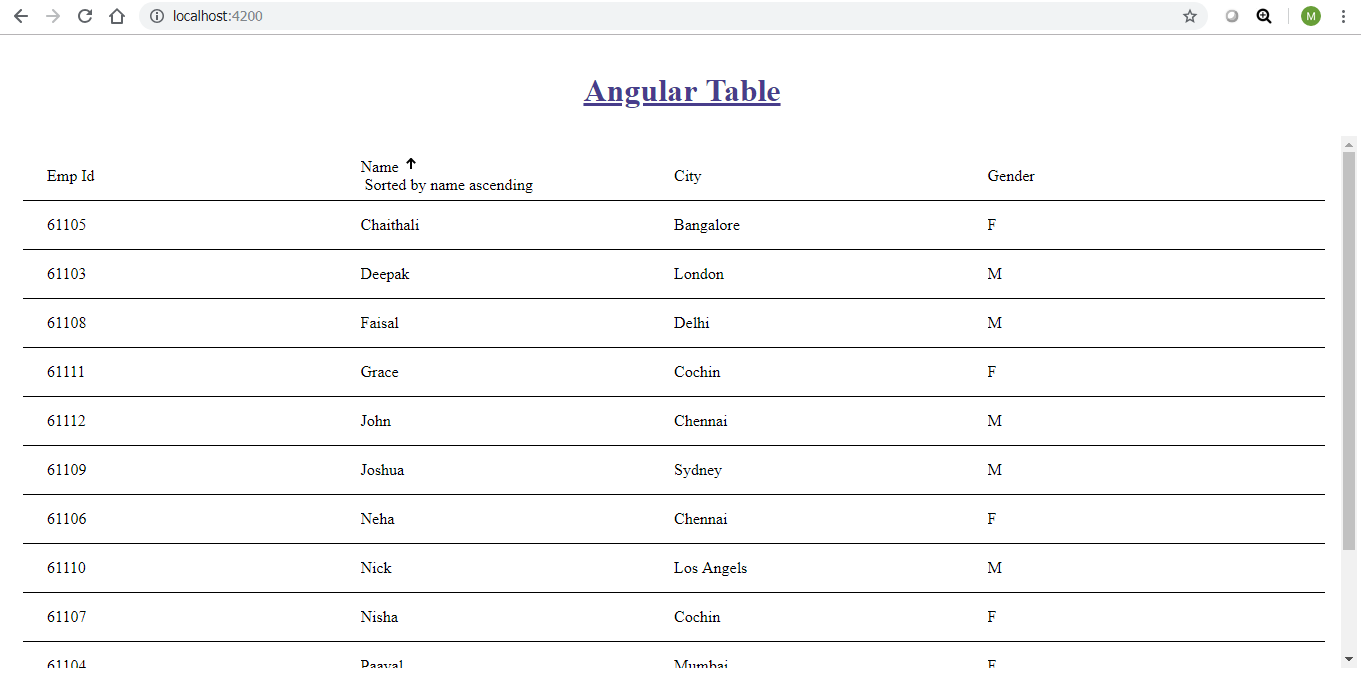 localhost:4200
M
Angular Table
Emp Id Name Sorted by name ascending City Gender
61105 Chaithali Bangalore F
61103 Deepak London M
61108 Faisal Delhi M
61111 Grace Cochin F
61112 John Chennai M
61109 Joshua Sydney M
61106 Neha Chennai F
61110 Nick Los Angels M
61107 Nisha Cochin F
61104 Paayal Mumbai F